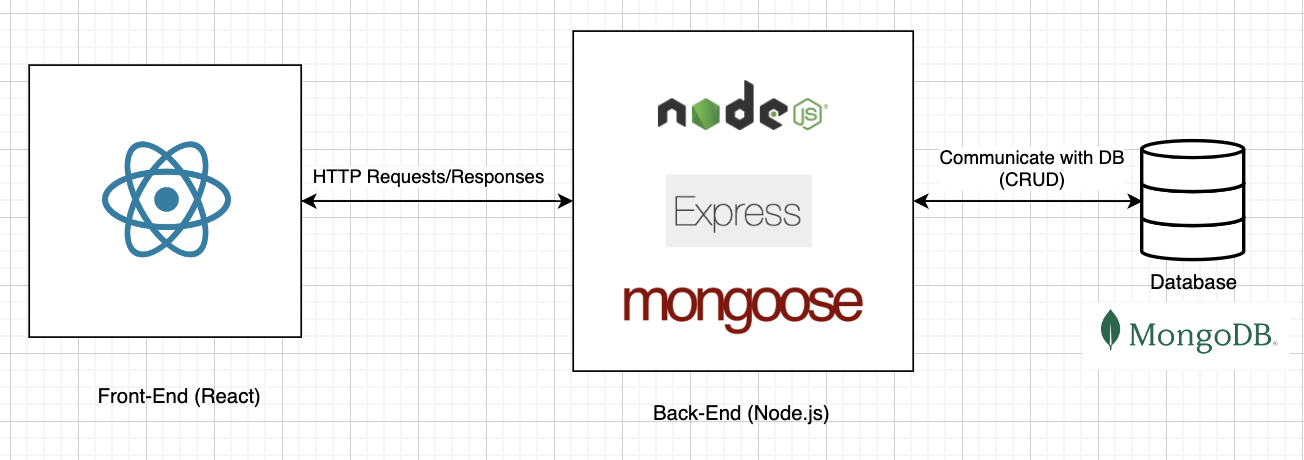 HTTP Requests/Responses
Front-End (React)
node
JS
Express
mongoose
Back-End (Node.js)
Communicate with DB
(CRUD)
Database
MongoDB®